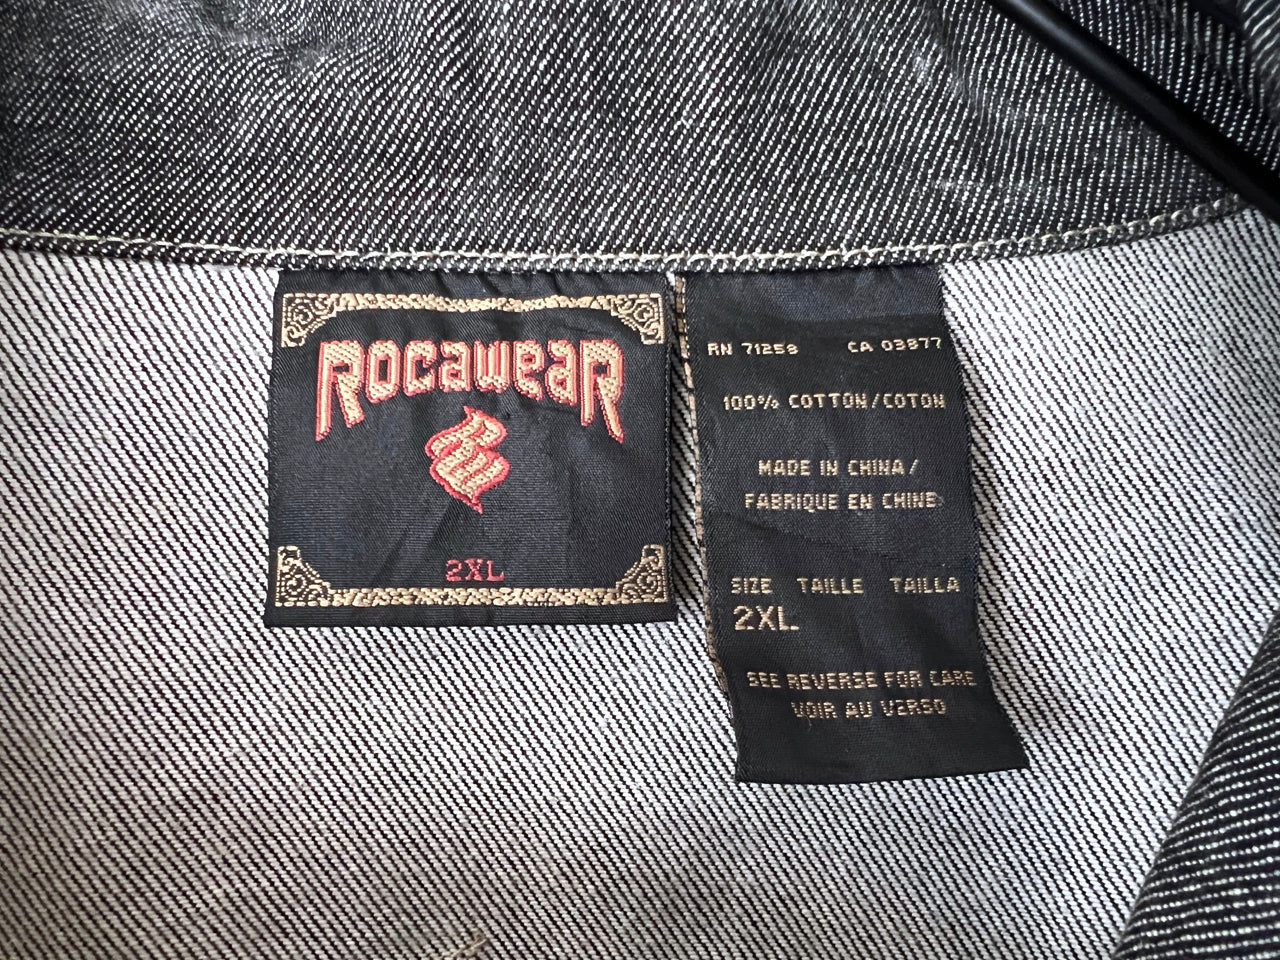 ROCAWEAR
2XL
RN 71258 CA 03877
100% COTTON/COTON
MADE IN CHINA/
FABRIQUE EN CHINE
SIZE TAILLE TAILLA
2XL
SEE REVERSE FOR CARE
VOIR AU VERSO